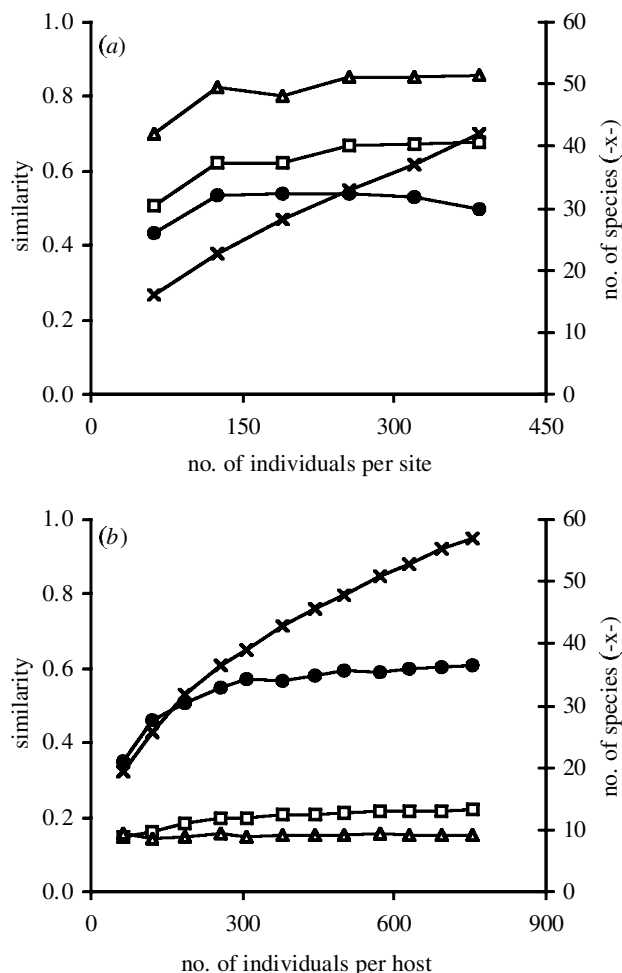 (a)
1.0
0.8
0.6
0.4
0.2
0.0
similarity
60
50
40
30
20
10
0
no. of species (-x-)
0 150 300 450
no. of individuals per site
(b)
1.0
0.8
0.6
0.4
0.2
0.0
similarity
60
50
40
30
20
10
0
no. of species (-x-)
0 300 600 900
no. of individuals per host